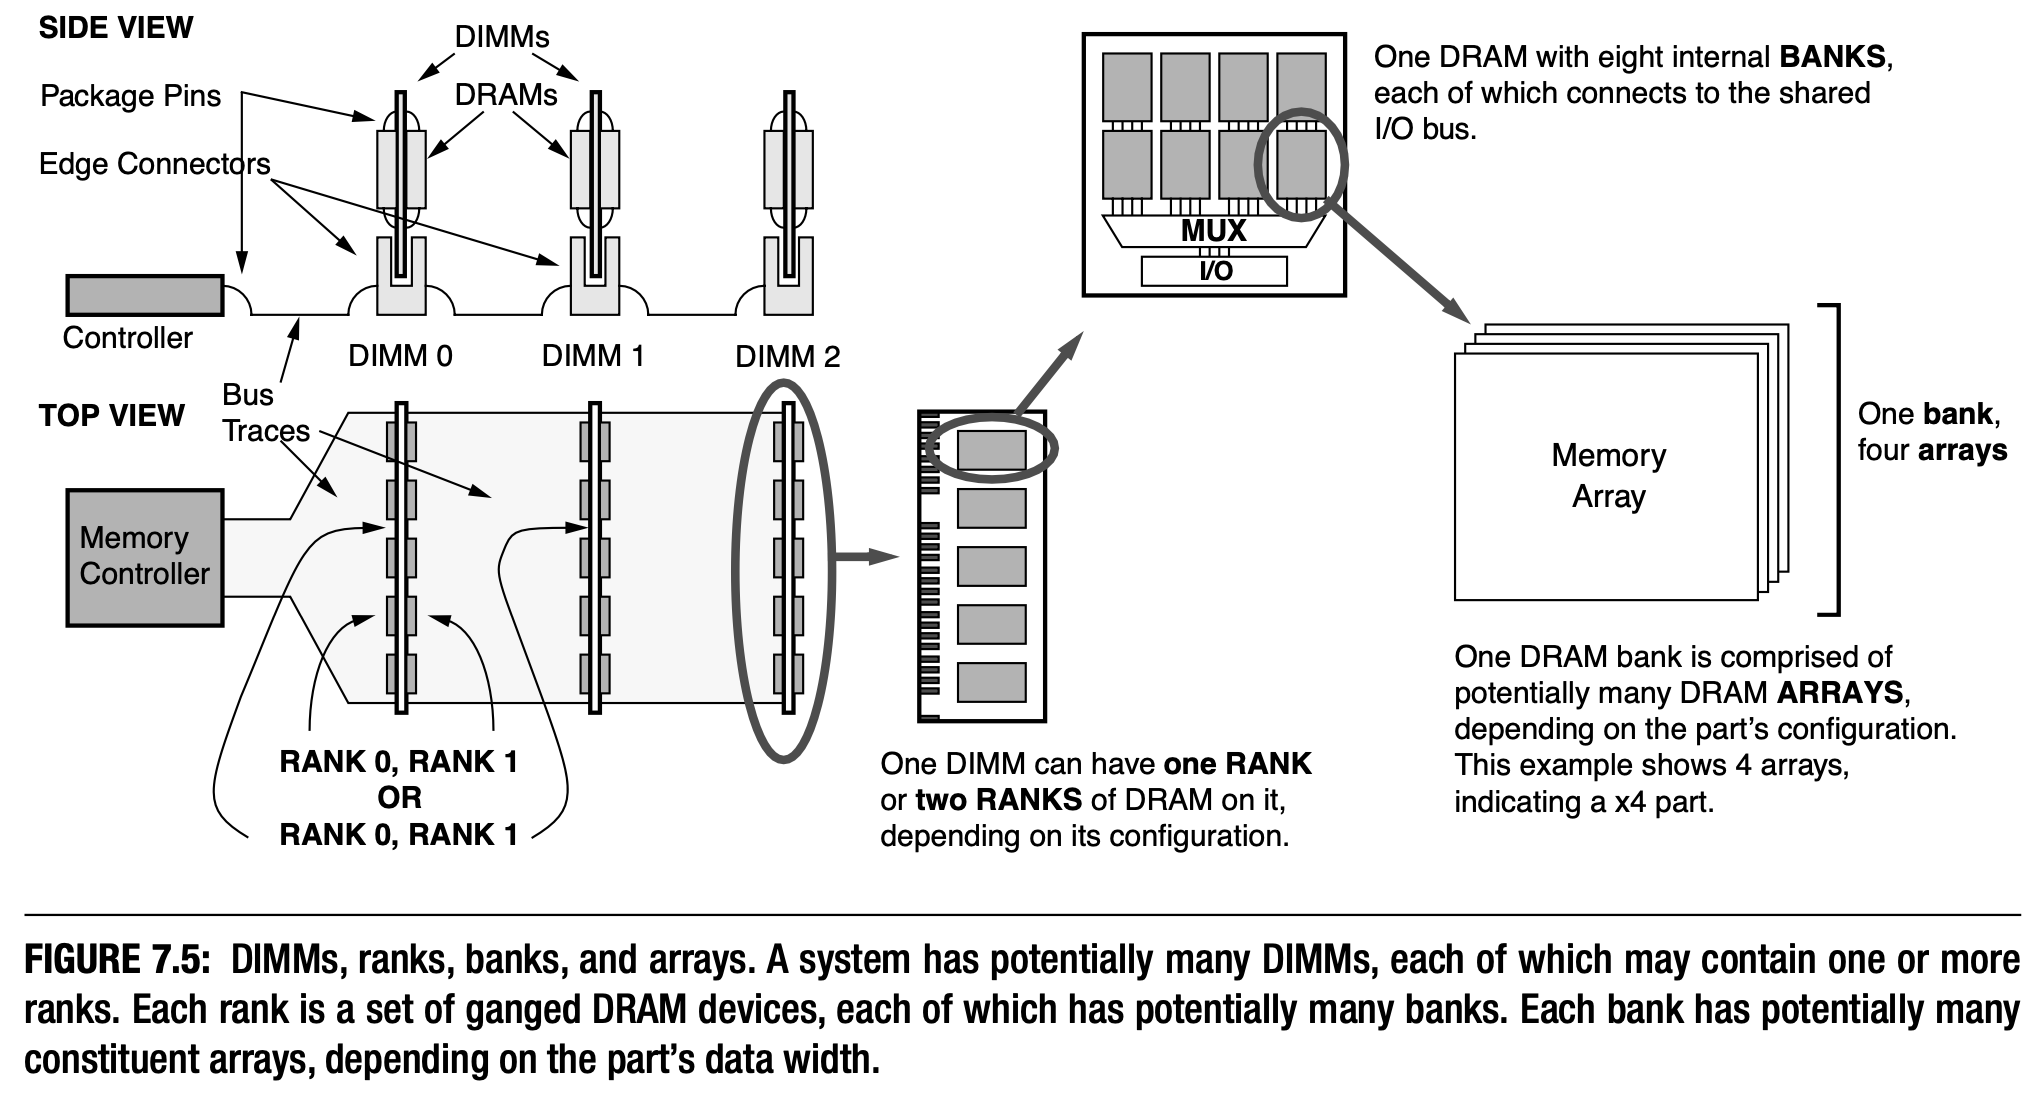 SIDE VIEW
DIMMs
Package Pins
DRAMs
Edge Connectors
Controller
DIMM 0
DIMM 1
DIMM 2
Bus
Traces
TOP VIEW
Memory
Controller
RANK 0, RANK 1
OR
RANK 0, RANK 1
One DIMM can have one RANK
or two RANKS of DRAM on it,
depending on its configuration.
MUX
I/O
One DRAM with eight internal BANKS,
each of which connects to the shared
I/O bus.
Memory
Array
One bank,
four arrays
One DRAM bank is comprised of
potentially many DRAM ARRAYS,
depending on the part's configuration.
This example shows 4 arrays,
indicating a x4 part.
FIGURE 7.5: DIMMs, ranks, banks, and arrays. A system has potentially many DIMMs, each of which may contain one or more
ranks. Each rank is a set of ganged DRAM devices, each of which has potentially many banks. Each bank has potentially many
constituent arrays, depending on the part's data width.